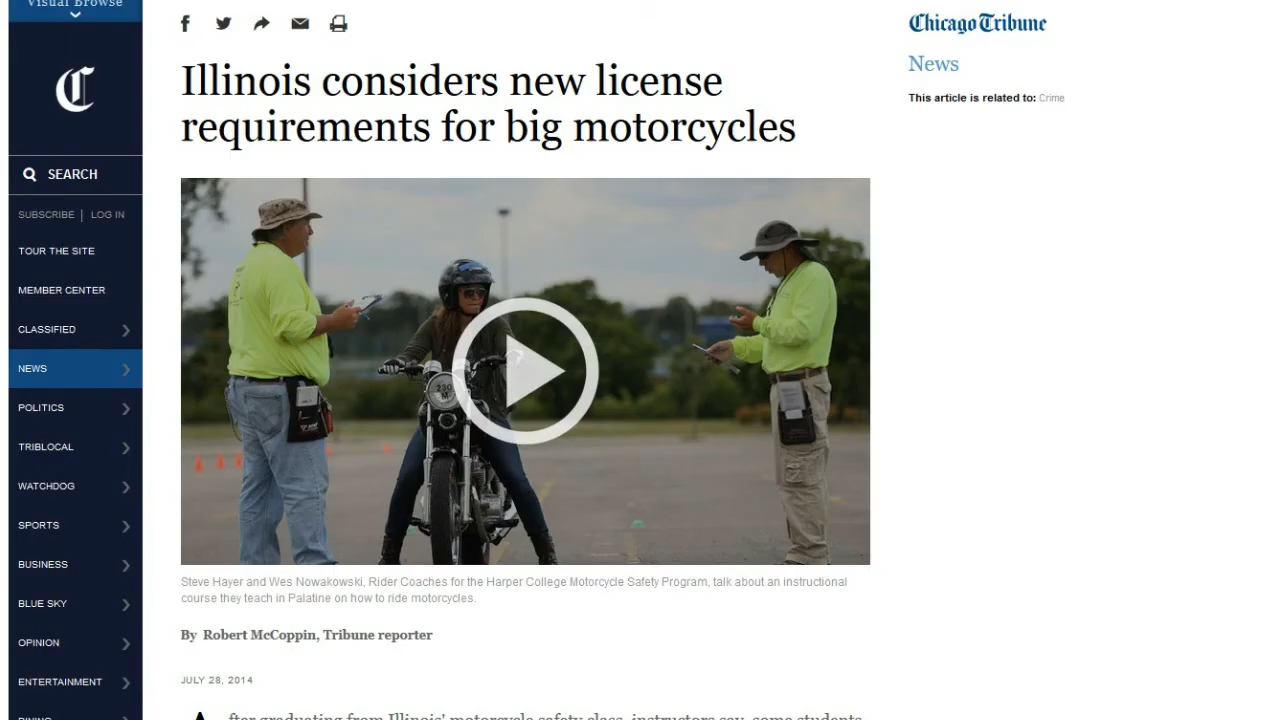 Visual Browse
C
SEARCH
SUBSCRIBE | LOG IN
TOUR THE SITE
MEMBER CENTER
CLASSIFIED
NEWS
POLITICS
TRIBLOCAL
WATCHDOG
SPORTS
BUSINESS
BLUE SKY
OPINION
ENTERTAINMENT
DINING
Illinois considers new license
requirements for big motorcycles
230
M
Steve Hayer and Wes Nowakowski, Rider Coaches for the Harper College Motorcycle Safety Program, talk about an instructional
course they teach in Palatine on how to ride motorcycles.
By Robert McCoppin, Tribune reporter
JULY 28, 2014
After graduating from Illinois' motorcycle safety class, instructors say, some students
Chicago Tribune
News
This article is related to: Crime